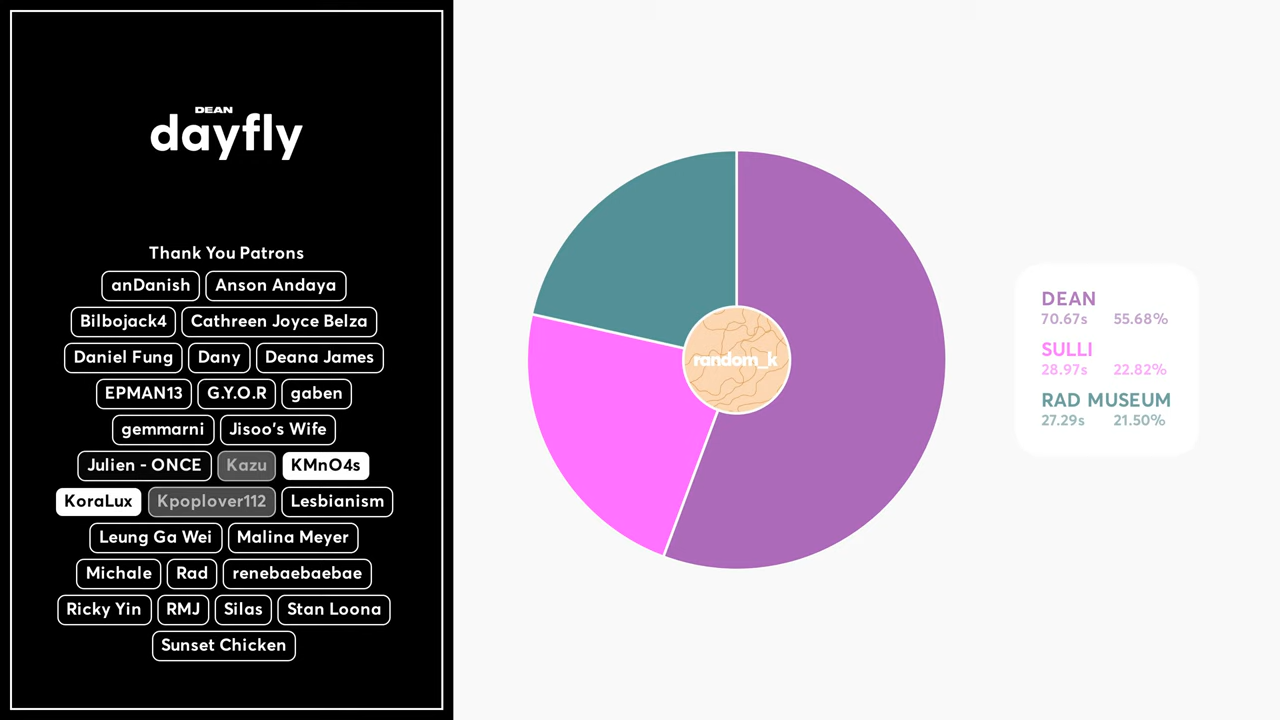 DEAN
dayfly
Thank You Patrons
anDanish Anson Andaya
Bilbojack4 Cathreen Joyce Belza
Daniel Fung Dany Deana James
EPMAN13 G.Y.O.R gaben
gemmarni Jisoo's Wife
Julien - ONCE Kazu KMnO4s
KoraLux Kpoplover112 Lesbianism
Leung Ga Wei Malina Meyer
Michale Rad renebaebaebae
Ricky Yin RMJ Silas Stan Loona
Sunset Chicken
random_k
DEAN
70.67s 55.68%
SULLI
28.97s 22.82%
RAD MUSEUM
27.29s 21.50%